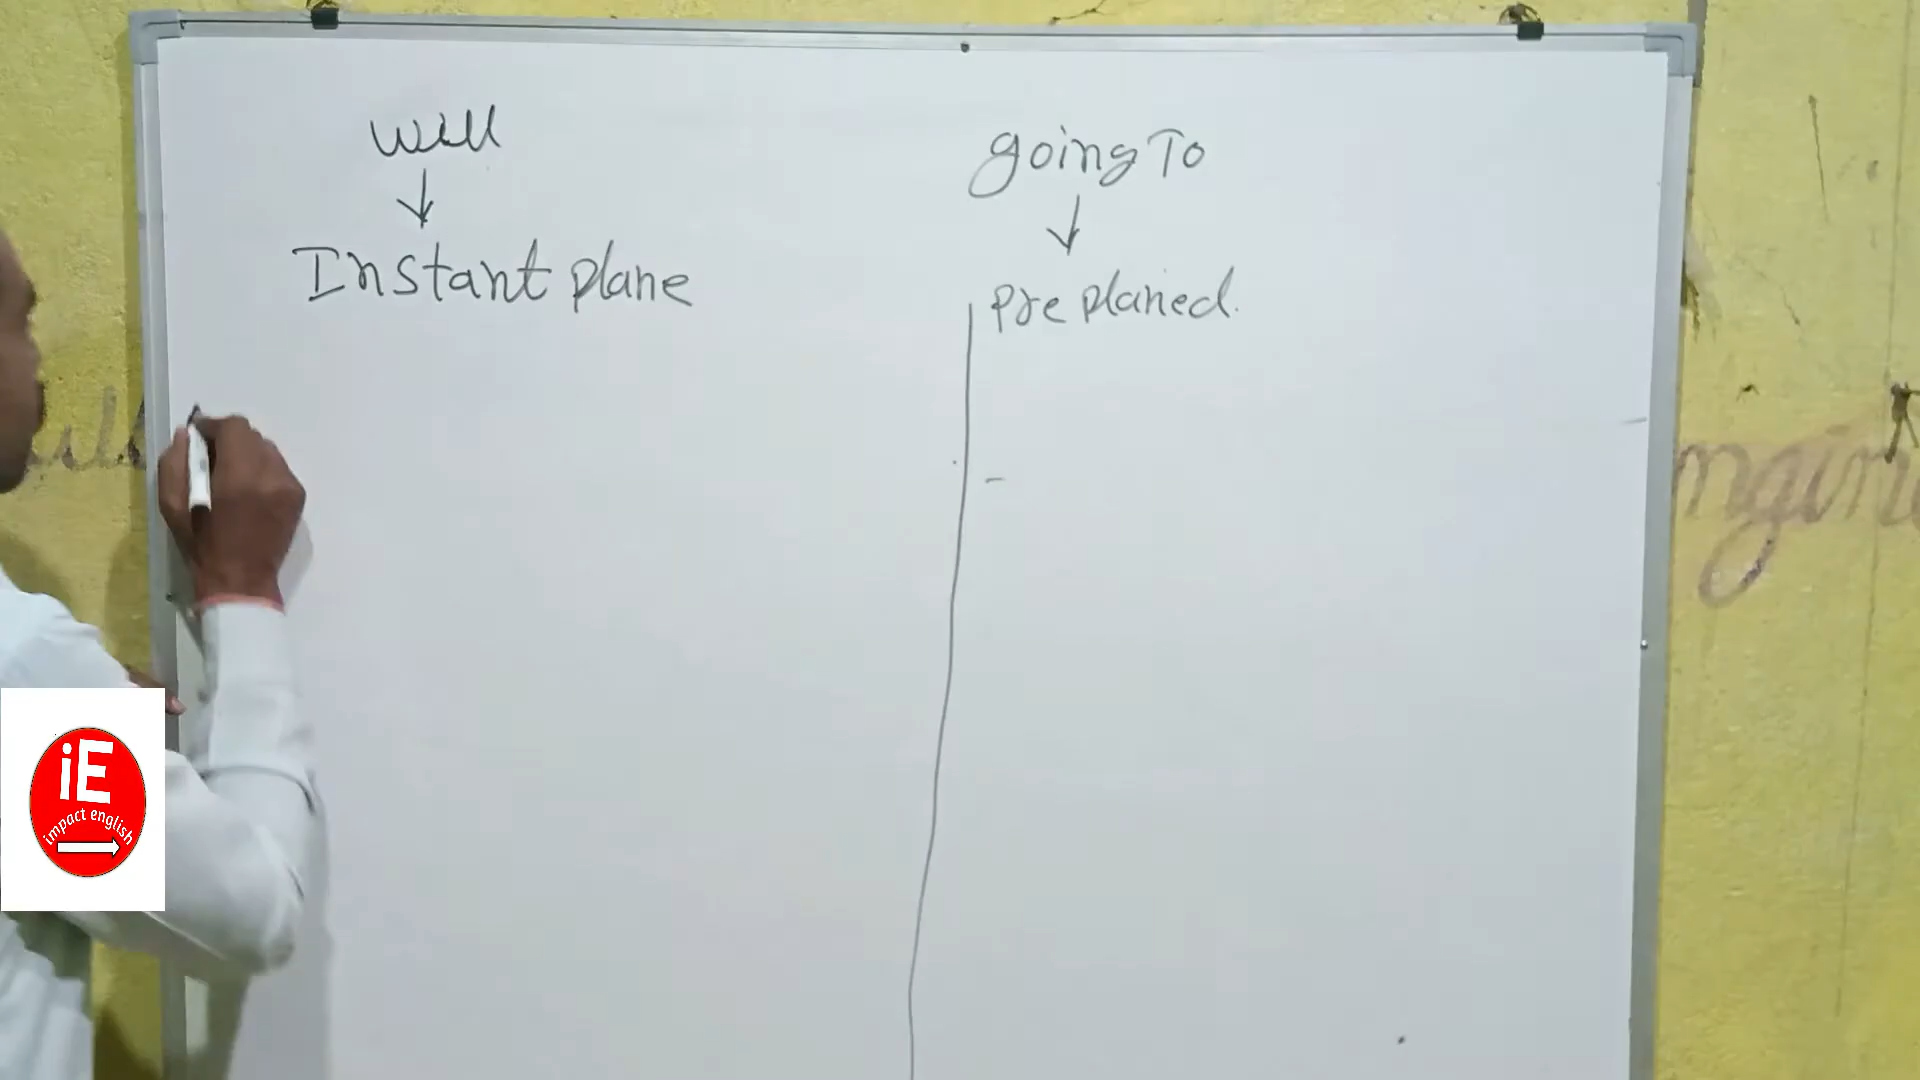 will
going To
Instant plane
Pre planed.
iE
impact english